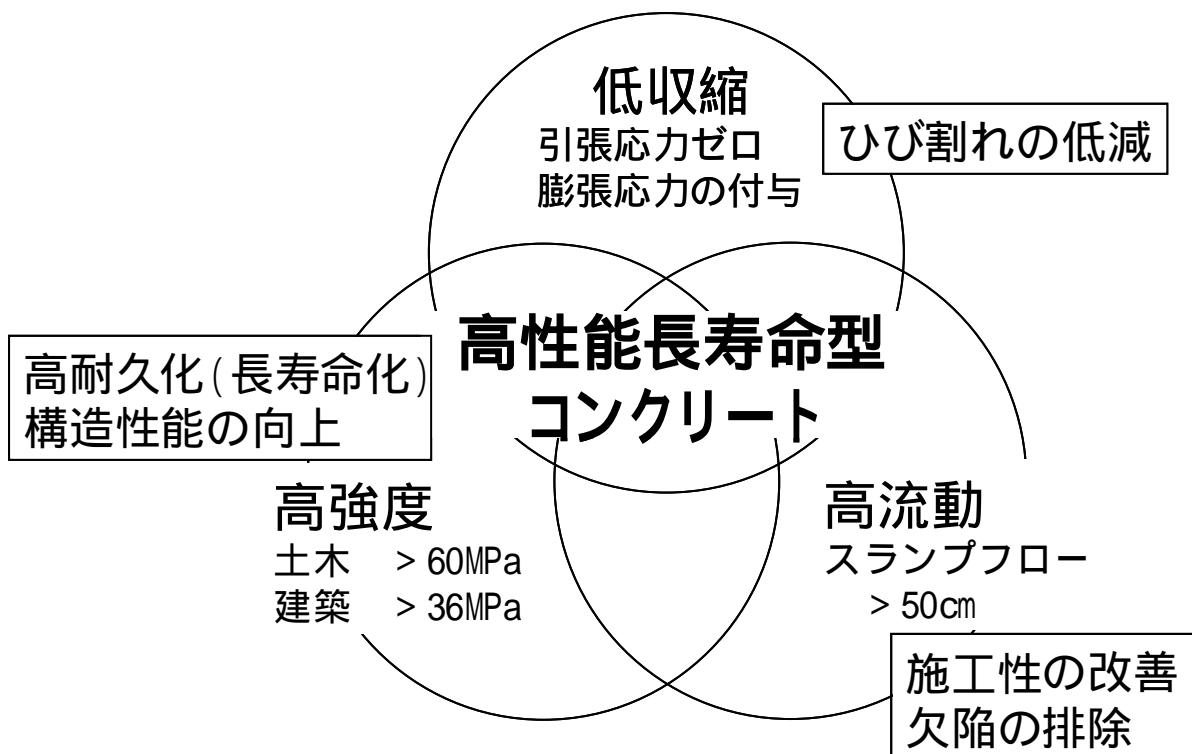 低収縮
引張応力ゼロ
膨張応力の付与
ひび割れの低減
高性能長寿命型
コンクリート
高耐久化(長寿命化)
構造性能の向上
高強度
土木 >60MPa
建築 >36MPa
高流動
スランプフロー
>50cm
施工性の改善
欠陥の排除